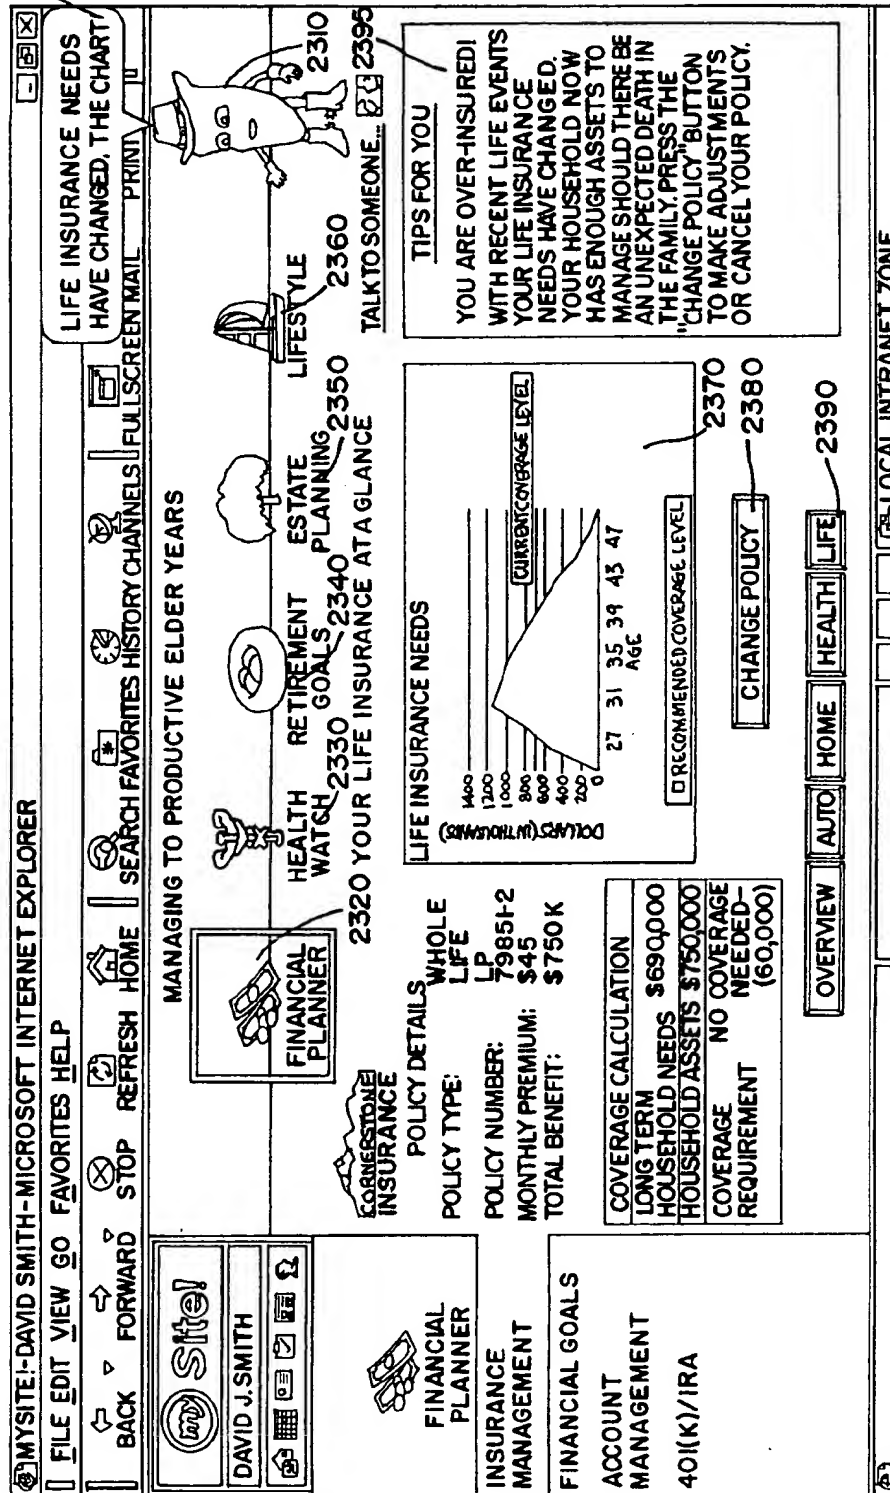 MYSITE!-DAVID SMITH-MICROSOFT INTERNET EXPLORER
FILE EDIT VIEW GO FAVORITES HELP
BACK FORWARD STOP REFRESH HOME SEARCH FAVORITES HISTORY CHANNELS FULLSCREEN MAIL PRINT
LIFE INSURANCE NEEDS
HAVE CHANGED, THE CHART
my Site!
DAVID J. SMITH
MANAGING TO PRODUCTIVE ELDER YEARS
FINANCIAL
PLANNER
2320
HEALTH
WATCH
2330
RETIREMENT
GOALS
2340
ESTATE
PLANNING
2350
LIFESTYLE
2360
2310
TALK TO SOMEONE...
2395
FINANCIAL
PLANNER
INSURANCE
MANAGEMENT
FINANCIAL GOALS
ACCOUNT
MANAGEMENT
401(K)/IRA
CORNERSTONE
INSURANCE
YOUR LIFE INSURANCE AT A GLANCE
POLICY DETAILS
POLICY TYPE: WHOLE
LIFE
POLICY NUMBER: LP
79851-2
MONTHLY PREMIUM: $45
TOTAL BENEFIT: $750K
COVERAGE CALCULATION
LONG TERM
HOUSEHOLD NEEDS $690,000
HOUSEHOLD ASSETS $750,000
COVERAGE NO COVERAGE
REQUIREMENT NEEDED-
(60,000)
LIFE INSURANCE NEEDS
DOLLARS (IN THOUSANDS)
1400
1200
1000
800
600
400
200
0
CURRENT COVERAGE LEVEL
27 31 35 39 43 47
AGE
RECOMMENDED COVERAGE LEVEL
2370
CHANGE POLICY
2380
TIPS FOR YOU
YOU ARE OVER-INSURED!
WITH RECENT LIFE EVENTS
YOUR LIFE INSURANCE
NEEDS HAVE CHANGED.
YOUR HOUSEHOLD NOW
HAS ENOUGH ASSETS TO
MANAGE SHOULD THERE BE
AN UNEXPECTED DEATH IN
THE FAMILY. PRESS THE
"CHANGE POLICY" BUTTON
TO MAKE ADJUSTMENTS
OR CANCEL YOUR POLICY.
OVERVIEW AUTO HOME HEALTH LIFE
2390
LOCAL INTRANET ZONE